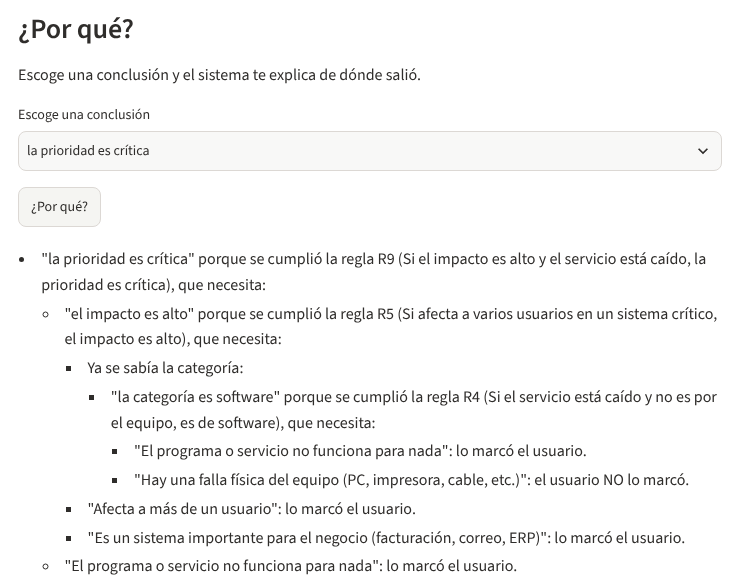 ¿Por qué?
Escoge una conclusión y el sistema te explica de dónde salió.
Escoge una conclusión
la prioridad es crítica
¿Por qué?
"la prioridad es crítica" porque se cumplió la regla R9 (Si el impacto es alto y el servicio está caído, la
prioridad es crítica), que necesita:
"el impacto es alto" porque se cumplió la regla R5 (Si afecta a varios usuarios en un sistema crítico,
el impacto es alto), que necesita:
Ya se sabía la categoría:
"la categoría es software" porque se cumplió la regla R4 (Si el servicio está caído y no es por
el equipo, es de software), que necesita:
"El programa o servicio no funciona para nada": lo marcó el usuario.
"Hay una falla física del equipo (PC, impresora, cable, etc.)": el usuario NO lo marcó.
"Afecta a más de un usuario": lo marcó el usuario.
"Es un sistema importante para el negocio (facturación, correo, ERP)": lo marcó el usuario.
"El programa o servicio no funciona para nada": lo marcó el usuario.